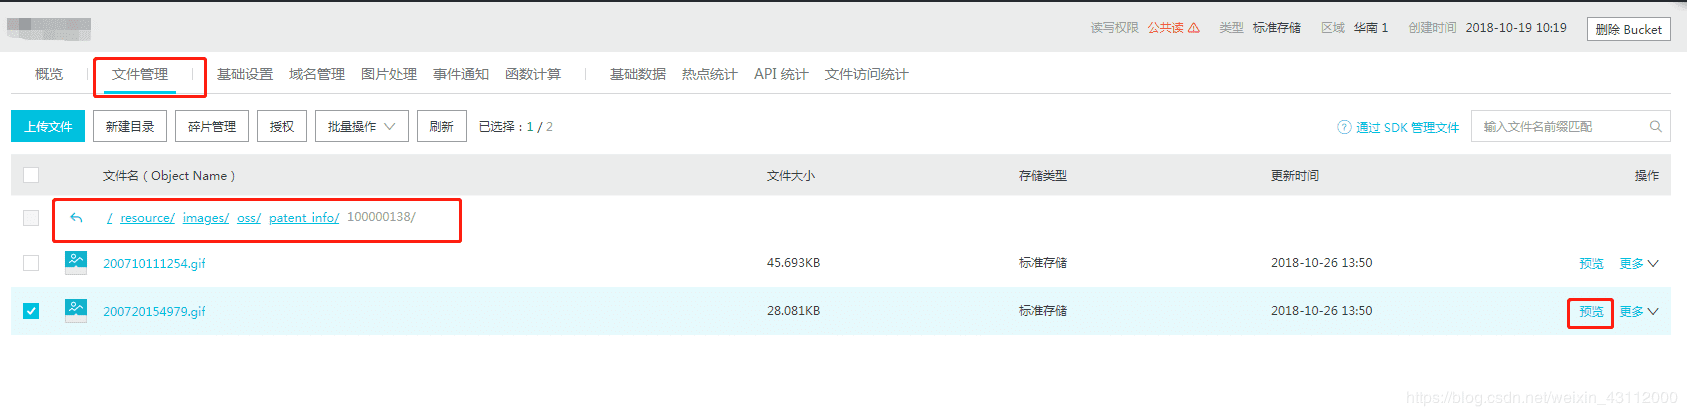 读写权限 公共读 类型 标准存储 区域 华南 1 创建时间 2018-10-19 10:19 删除 Bucket
概览 文件管理 基础设置 域名管理 图片处理 事件通知 函数计算 基础数据 热点统计 API 统计 文件访问统计
上传文件 新建目录 碎片管理 授权 批量操作 刷新 已选择：1 / 2 通过 SDK 管理文件 输入文件名前缀匹配
文件名（Object Name） 文件大小 存储类型 更新时间 操作
/ resource/ images/ oss/ patent_info/ 100000138/
200710111254.gif 45.693KB 标准存储 2018-10-26 13:50 预览 更多
200720154979.gif 28.081KB 标准存储 2018-10-26 13:50 预览 更多
https://blog.csdn.net/weixin_43112000